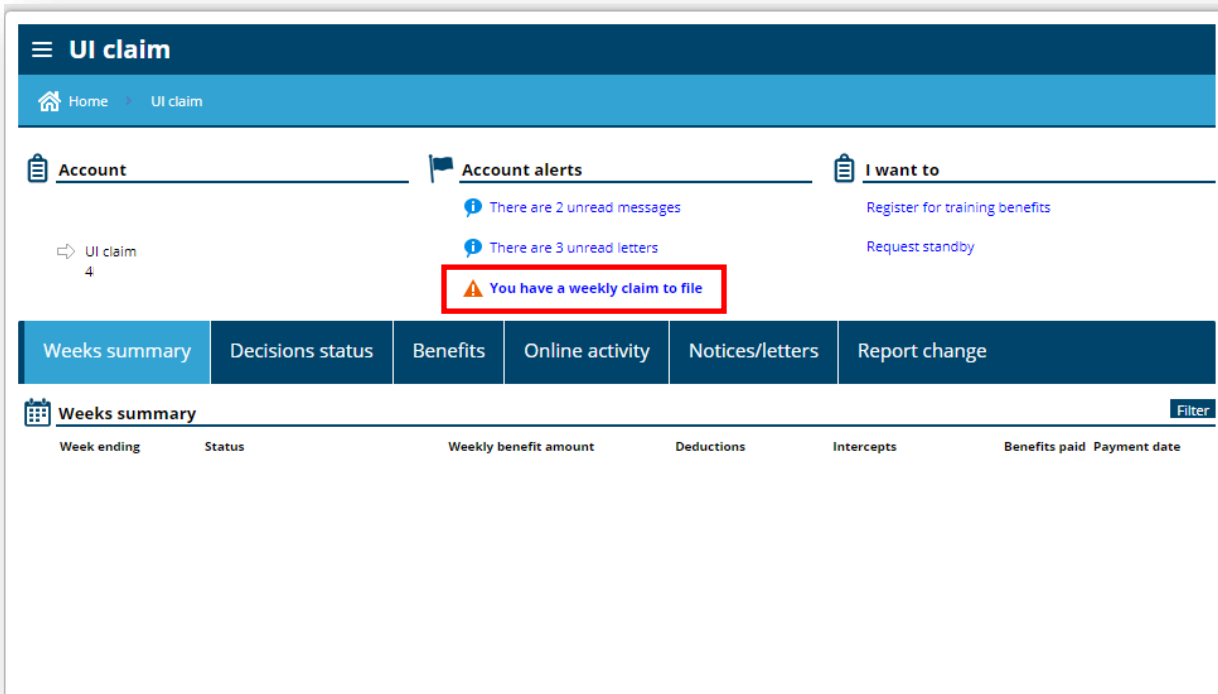 UI claim
Home UI claim
Account
UI claim
4
Account alerts
There are 2 unread messages
There are 3 unread letters
You have a weekly claim to file
I want to
Register for training benefits
Request standby
Weeks summary Decisions status Benefits Online activity Notices/letters Report change
Weeks summary Filter
Week ending Status Weekly benefit amount Deductions Intercepts Benefits paid Payment date